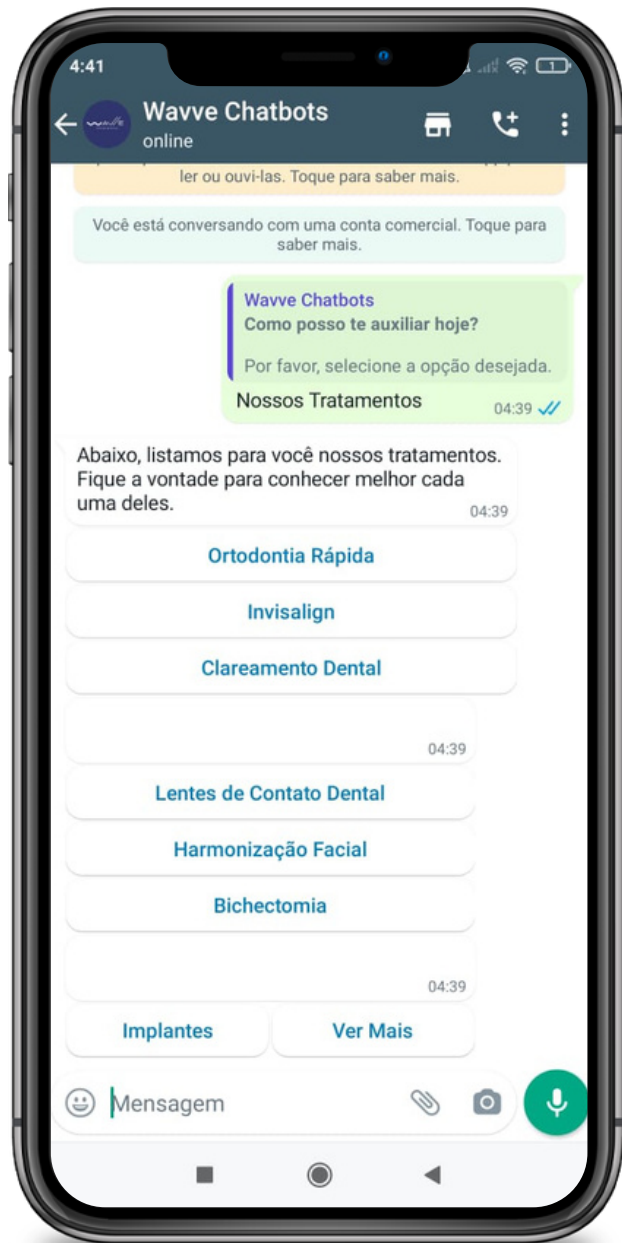 4:41
Wavve Chatbots
online
ler ou ouvi-las. Toque para saber mais.
Você está conversando com uma conta comercial. Toque para
saber mais.
Wavve Chatbots
Como posso te auxiliar hoje?
Por favor, selecione a opção desejada.
Nossos Tratamentos
04:39
Abaixo, listamos para você nossos tratamentos.
Fique a vontade para conhecer melhor cada
uma deles.
04:39
Ortodontia Rápida
Invisalign
Clareamento Dental
04:39
Lentes de Contato Dental
Harmonização Facial
Bichectomia
04:39
Implantes
Ver Mais
Mensagem